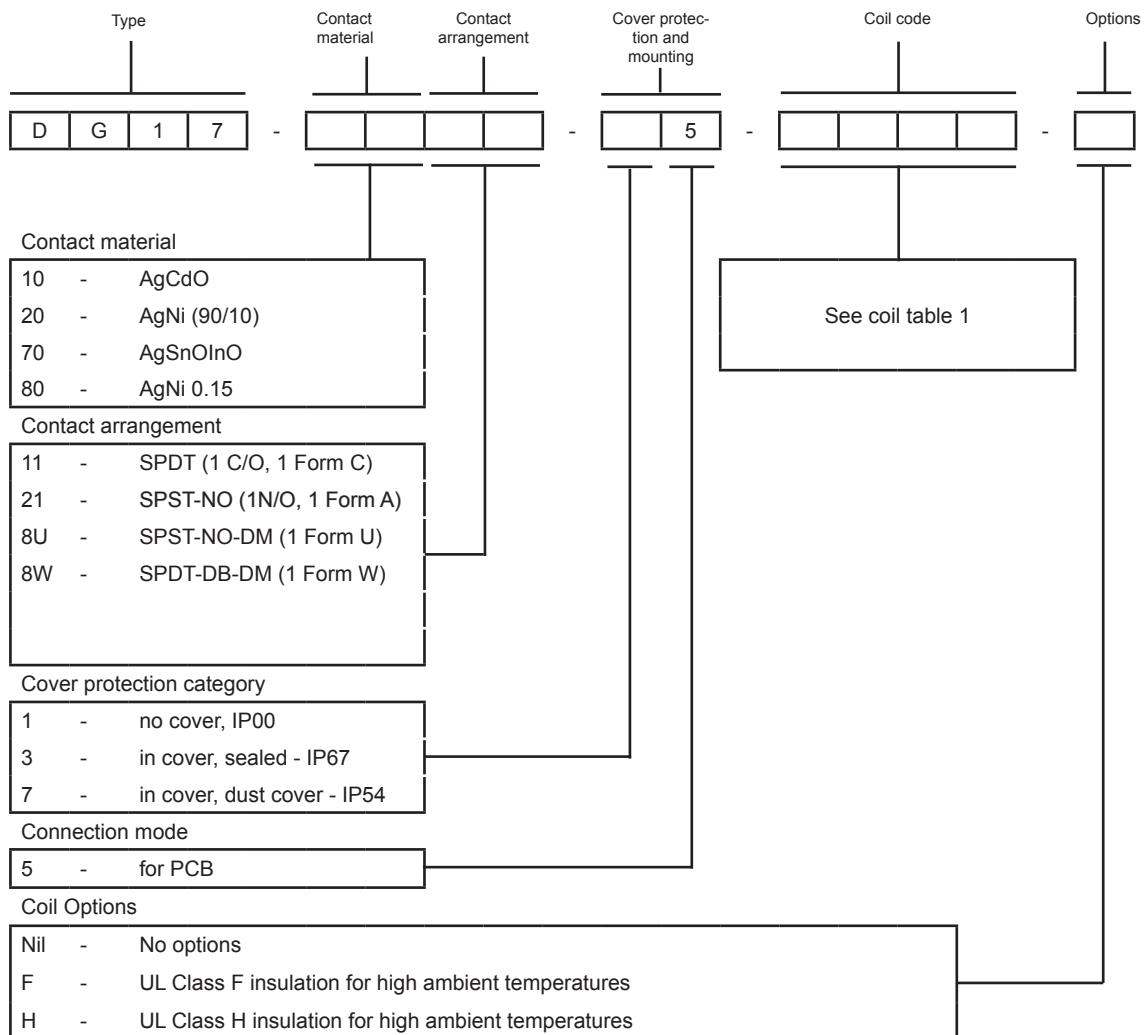 Type
Contact
material
Contact
arrangement
Cover protec-
tion and
mounting
Coil code
Options
D G 1 7 - - 5 - -
Contact material
10 - AgCdO
20 - AgNi (90/10)
70 - AgSnOInO
80 - AgNi 0.15
See coil table 1
Contact arrangement
11 - SPDT (1 C/O, 1 Form C)
21 - SPST-NO (1N/O, 1 Form A)
8U - SPST-NO-DM (1 Form U)
8W - SPDT-DB-DM (1 Form W)
Cover protection category
1 - no cover, IP00
3 - in cover, sealed - IP67
7 - in cover, dust cover - IP54
Connection mode
5 - for PCB
Coil Options
Nil - No options
F - UL Class F insulation for high ambient temperatures
H - UL Class H insulation for high ambient temperatures